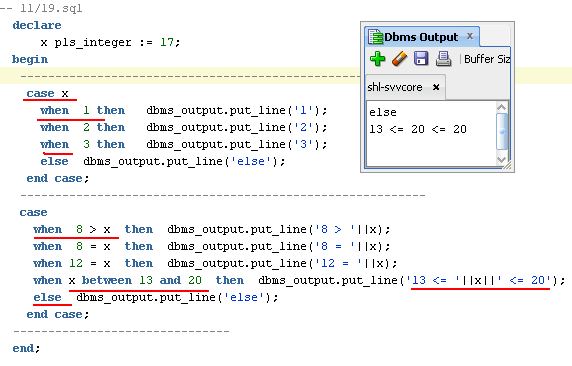 -- 11/19.sql
declare
    x pls_integer := 17;
begin
--------------------------------------------------
case x
  when  1 then   dbms_output.put_line('1');
  when  2 then   dbms_output.put_line('2');
  when  3 then   dbms_output.put_line('3');
  else  dbms_output.put_line('else');
end case;
----------------------------------------------------------
case
  when  8 > x  then  dbms_output.put_line('8 > '||x);
  when  8 = x  then  dbms_output.put_line('8 = '||x);
  when 12 = x  then  dbms_output.put_line('12 = '||x);
  when x between 13 and 20  then  dbms_output.put_line('13 <= '||x||' <= 20');
  else  dbms_output.put_line('else');
end case;
-------------------------------
end;
Dbms Output x
Buffer Siz
shl-svvcore x
else
13 <= 20 <= 20